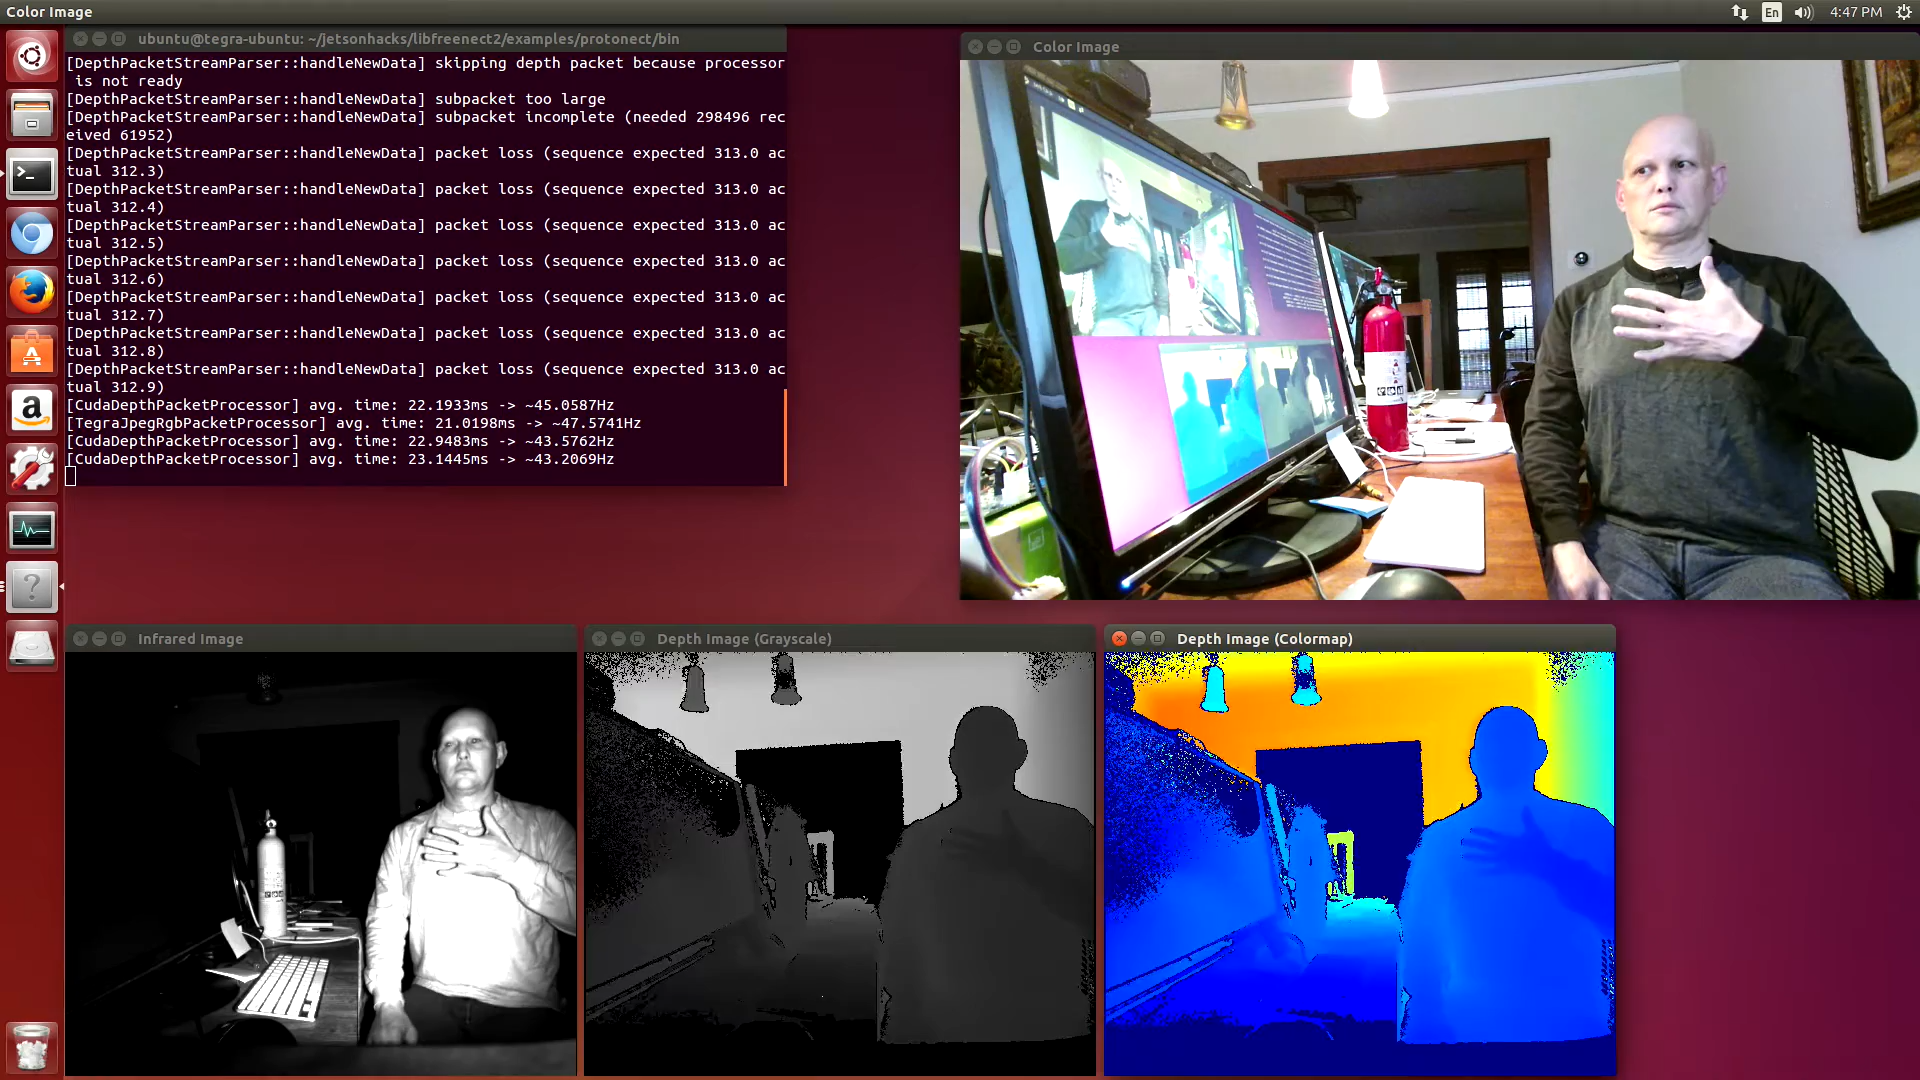 Color Image
En
4:47 PM
ubuntu@tegra-ubuntu: ~/jetsonhacks/libfreenect2/examples/protonect/bin
[DepthPacketStreamParser::handleNewData] skipping depth packet because processor
is not ready
[DepthPacketStreamParser::handleNewData] subpacket too large
[DepthPacketStreamParser::handleNewData] subpacket incomplete (needed 298496 rec
eived 61952)
[DepthPacketStreamParser::handleNewData] packet loss (sequence expected 313.0 ac
tual 312.3)
[DepthPacketStreamParser::handleNewData] packet loss (sequence expected 313.0 ac
tual 312.4)
[DepthPacketStreamParser::handleNewData] packet loss (sequence expected 313.0 ac
tual 312.5)
[DepthPacketStreamParser::handleNewData] packet loss (sequence expected 313.0 ac
tual 312.6)
[DepthPacketStreamParser::handleNewData] packet loss (sequence expected 313.0 ac
tual 312.7)
[DepthPacketStreamParser::handleNewData] packet loss (sequence expected 313.0 ac
tual 312.8)
[DepthPacketStreamParser::handleNewData] packet loss (sequence expected 313.0 ac
tual 312.9)
[CudaDepthPacketProcessor] avg. time: 22.1933ms -> ~45.0587Hz
[TegraJpegRgbPacketProcessor] avg. time: 21.0198ms -> ~47.5741Hz
[CudaDepthPacketProcessor] avg. time: 22.9483ms -> ~43.5762Hz
[CudaDepthPacketProcessor] avg. time: 23.1445ms -> ~43.2069Hz
Color Image
Infrared Image
Depth Image (Grayscale)
Depth Image (Colormap)